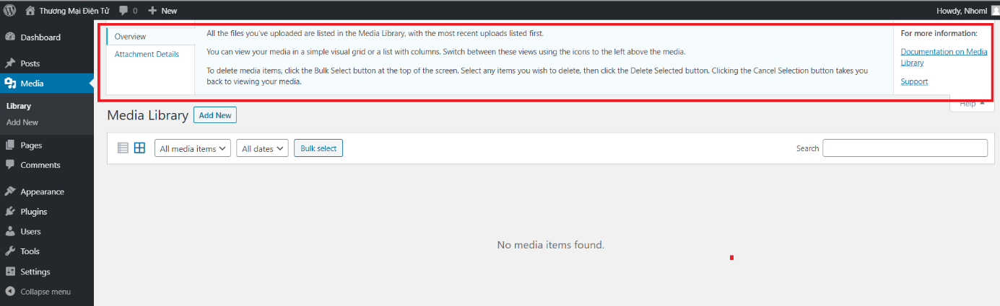 Thương Mại Điện Tử 0 New Howdy, Nhoml
Dashboard
Posts
Media
Library
Add New
Pages
Comments
Appearance
Plugins
Users
Tools
Settings
Collapse menu
Overview
Attachment Details
All the files you've uploaded are listed in the Media Library, with the most recent uploads listed first.
You can view your media in a simple visual grid or a list with columns. Switch between these views using the icons to the left above the media.
To delete media items, click the Bulk Select button at the top of the screen. Select any items you wish to delete, then click the Delete Selected button. Clicking the Cancel Selection button takes you
back to viewing your media.
For more information:
Documentation on Media
Library
Support
Help
Media Library Add New
All media items All dates Bulk select Search
No media items found.